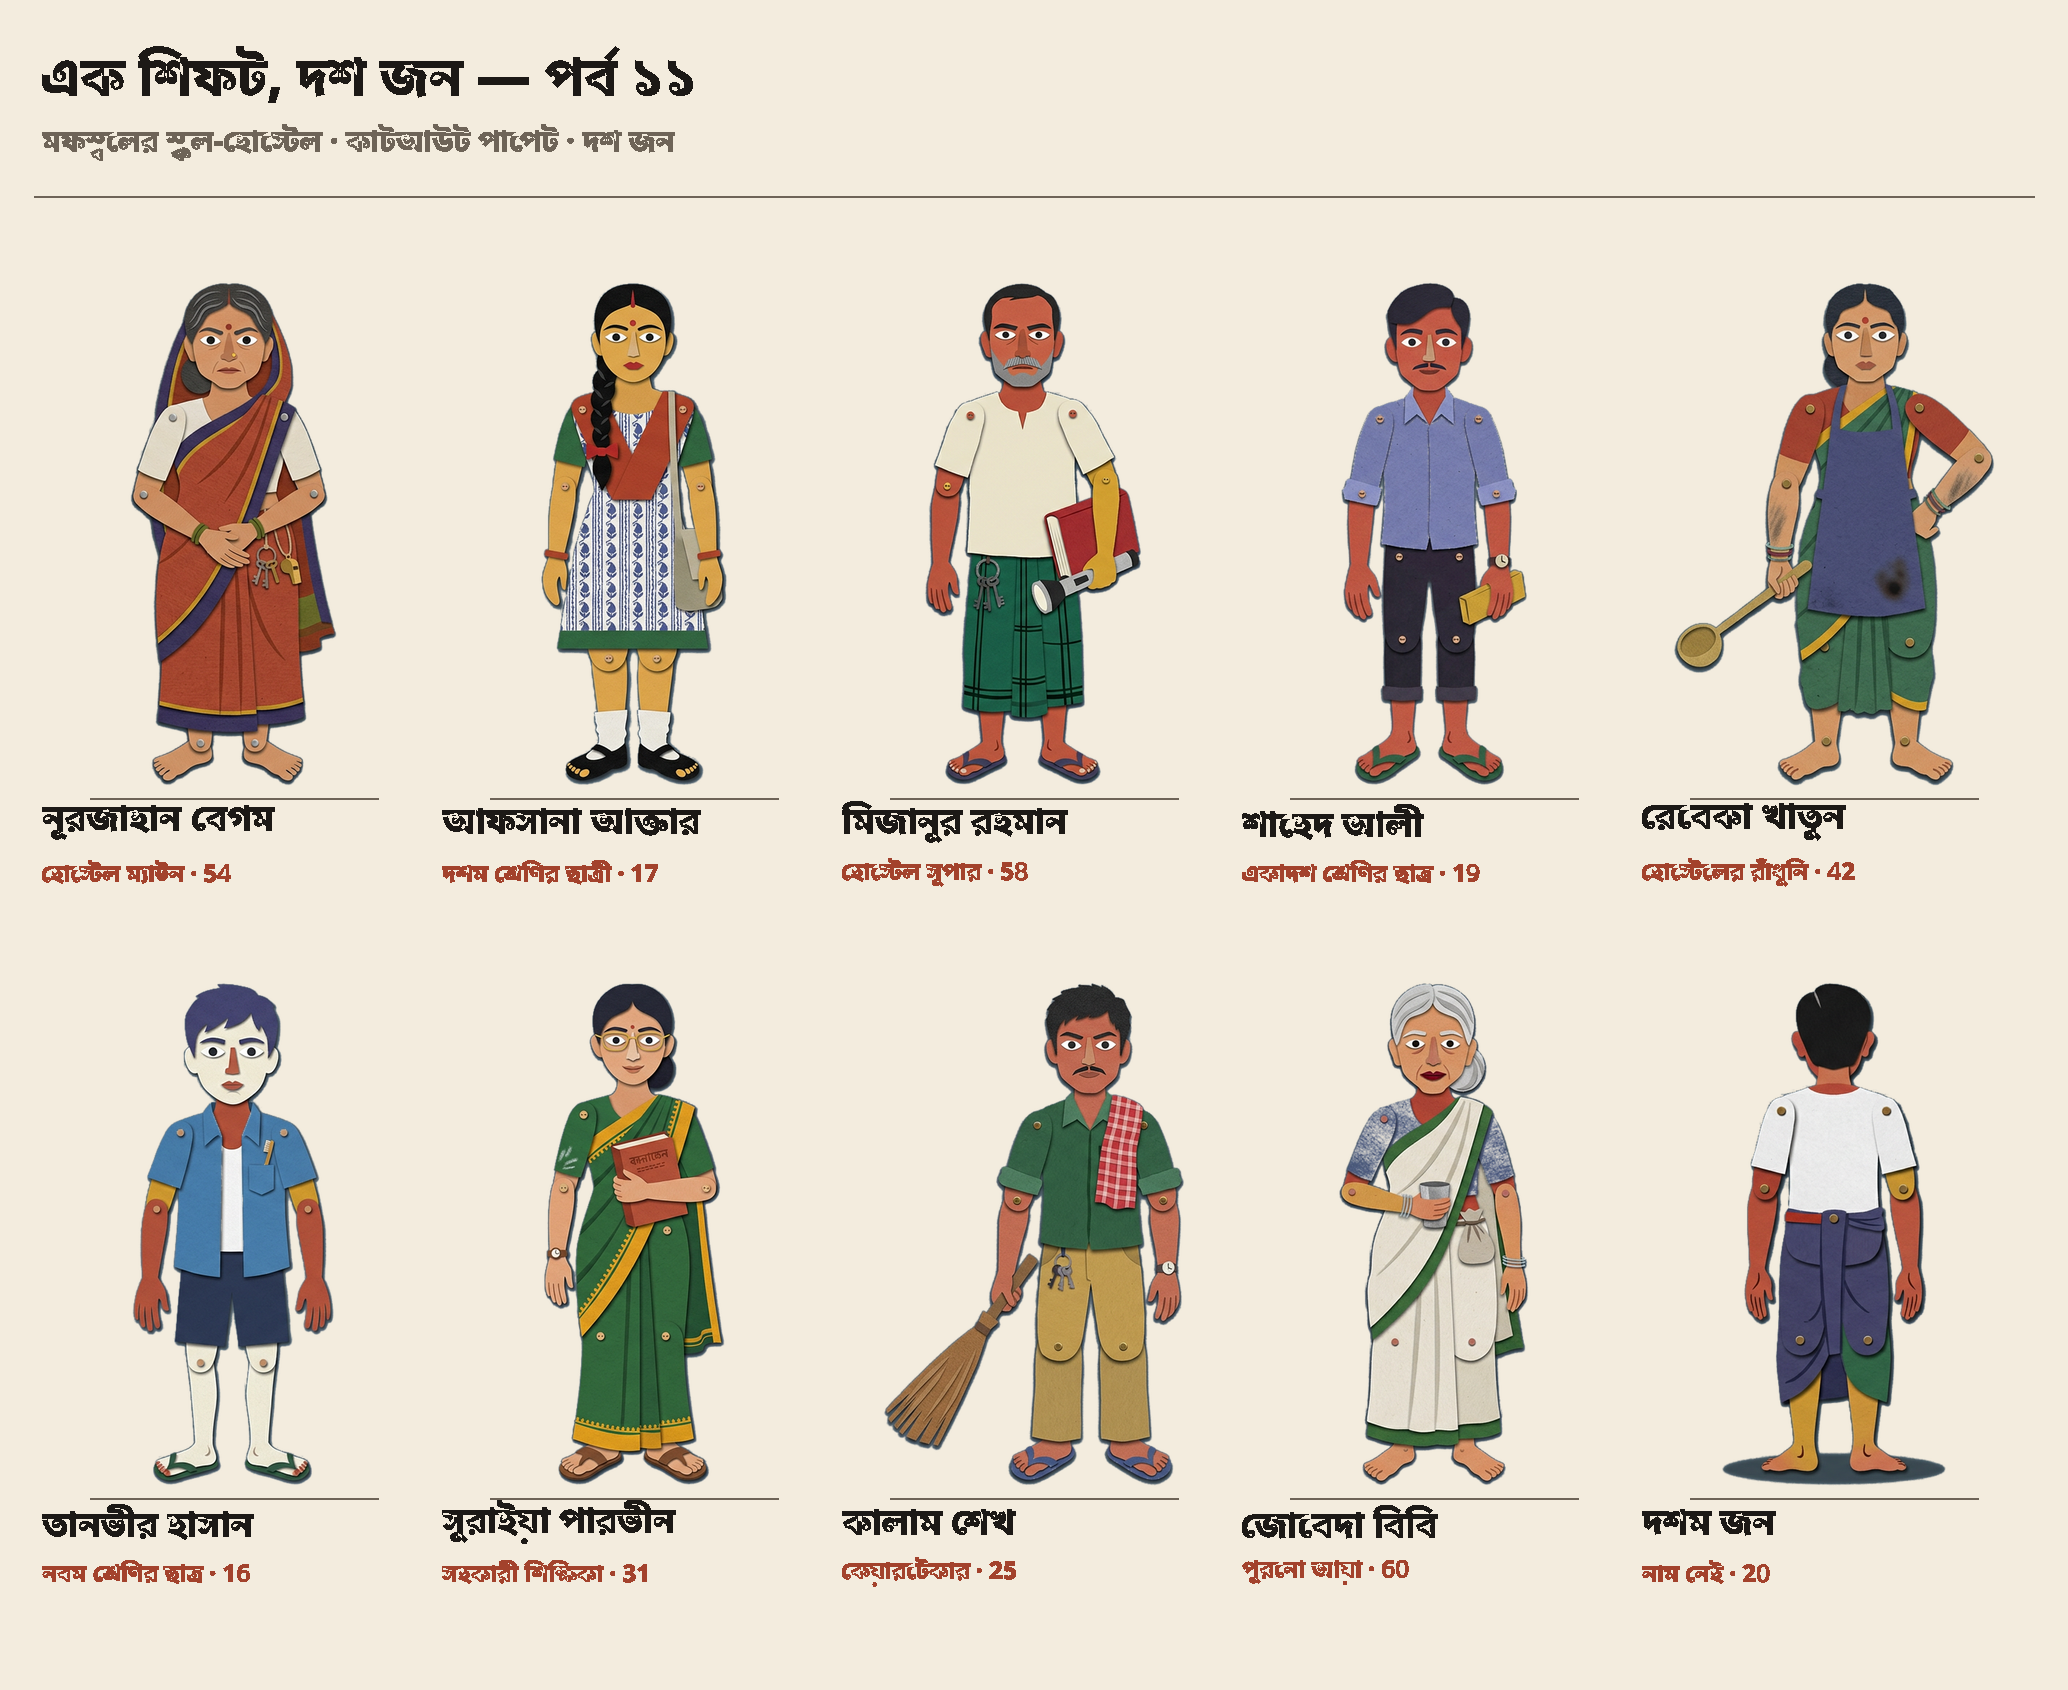 এক শিফট, দশ জন — পর্ব ১১
মফস্বলের স্কুল-হোস্টেল · কাটআউট পাপেট · দশ জন
নূরজাহান বেগম
হোস্টেল ম্যাট্রন · 54
আফসানা আক্তার
দশম শ্রেণির ছাত্রী · 17
মিজানুর রহমান
হোস্টেল সুপার · 58
শাহেদ আলী
একাদশ শ্রেণির ছাত্র · 19
রেবেকা খাতুন
হোস্টেলের রাঁধুনি · 42
তানভীর হাসান
নবম শ্রেণির ছাত্র · 16
সুরাইয়া পারভীন
সহকারী শিক্ষিকা · 31
কালাম শেখ
কেয়ারটেকার · 25
জোবেদা বিবি
পুরনো আয়া · 60
দশম জন
নাম নেই · 20